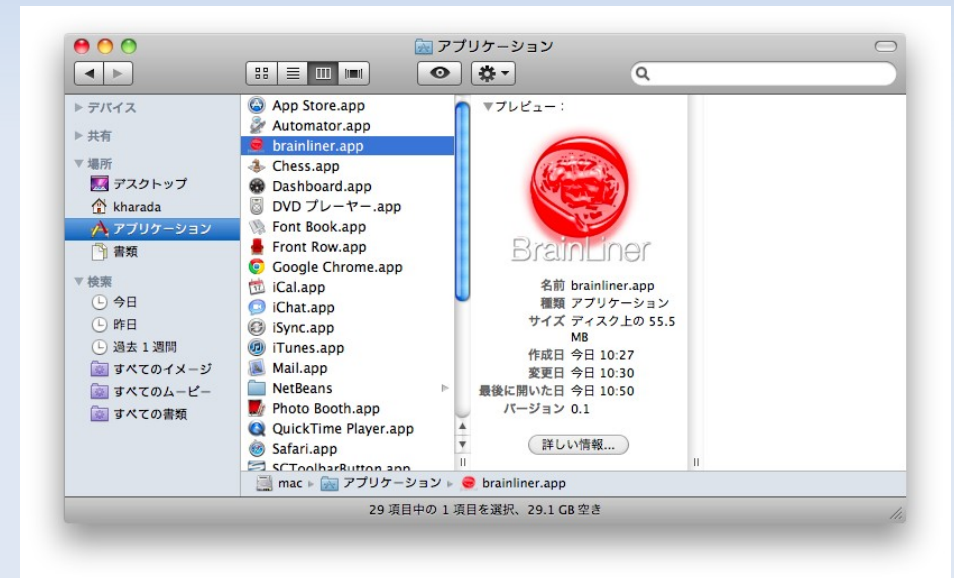 アプリケーション
デバイス
共有
場所
デスクトップ
kharada
アプリケーション
書類
検索
今日
昨日
過去 1 週間
すべてのイメージ
すべてのムービー
すべての書類
App Store.app
Automator.app
brainliner.app
Chess.app
Dashboard.app
DVD プレーヤー.app
Font Book.app
Front Row.app
Google Chrome.app
iCal.app
iChat.app
iSync.app
iTunes.app
Mail.app
NetBeans
Photo Booth.app
QuickTime Player.app
Safari.app
SCToolbarButton.app
プレビュー：
BrainLiner
名前 brainliner.app
種類 アプリケーション
サイズ ディスク上の 55.5
MB
作成日 今日 10:27
変更日 今日 10:30
最後に開いた日 今日 10:50
バージョン 0.1
詳しい情報...
mac ▸ アプリケーション ▸ brainliner.app
29 項目中の 1 項目を選択、29.1 GB 空き